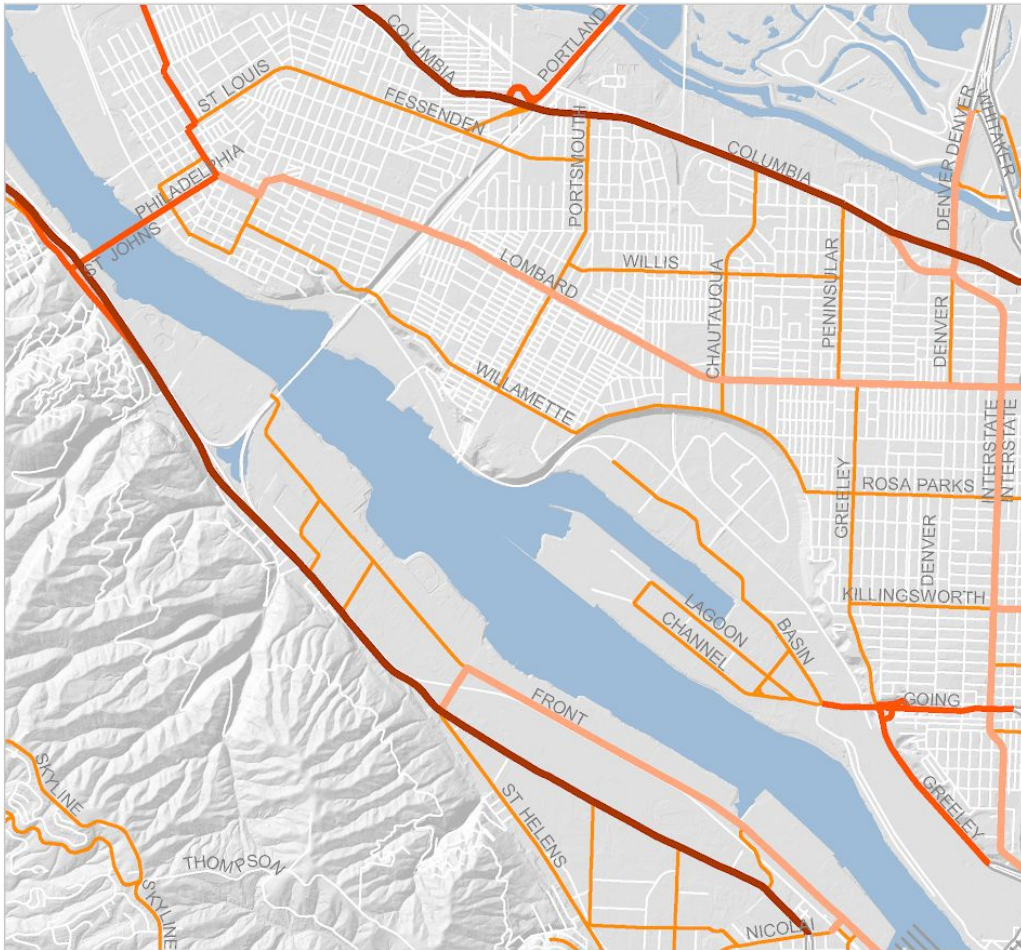 COLUMBIA
PORTLAND
ST LOUIS
FESSENDEN
PORTSMOUTH
WHITAKER
COLUMBIA
DENVER DENVER
PHILADELPHIA
ST JOHNS
WILLIS
LOMBARD
CHAUTAUQUA
PENINSULAR
DENVER
WILLAMETTE
INTERSTATE
INTERSTATE
GREELEY
ROSA PARKS
DENVER
KILLINGSWORTH
LAGOON
CHANNEL
BASIN
GOING
FRONT
GREELEY
SKYLINE
ST HELENS
THOMPSON
SKYLINE
NICOLAI